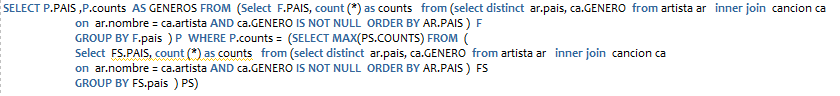 SELECT P.PAIS ,P.counts AS GENEROS FROM (Select F.PAIS, count (*) as counts from (select distinct ar.pais, ca.GENERO from artista ar inner join cancion ca
on ar.nombre = ca.artista AND ca.GENERO IS NOT NULL ORDER BY AR.PAIS ) F
GROUP BY F.pais ) P WHERE P.counts = (SELECT MAX(PS.COUNTS) FROM (
Select FS.PAIS, count (*) as counts from (select distinct ar.pais, ca.GENERO from artista ar inner join cancion ca
on ar.nombre = ca.artista AND ca.GENERO IS NOT NULL ORDER BY AR.PAIS ) FS
GROUP BY FS.pais ) PS)